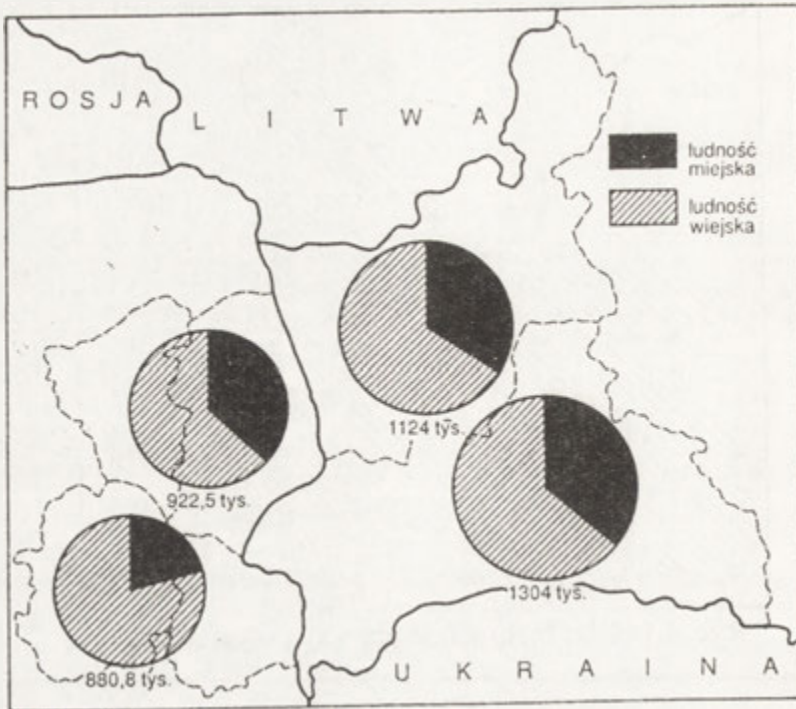 ROSJA
LITWA
ludność
miejska
ludność
wiejska
1124 tys.
922,5 tys.
1304 tys.
880,8 tys.
UKRAINA